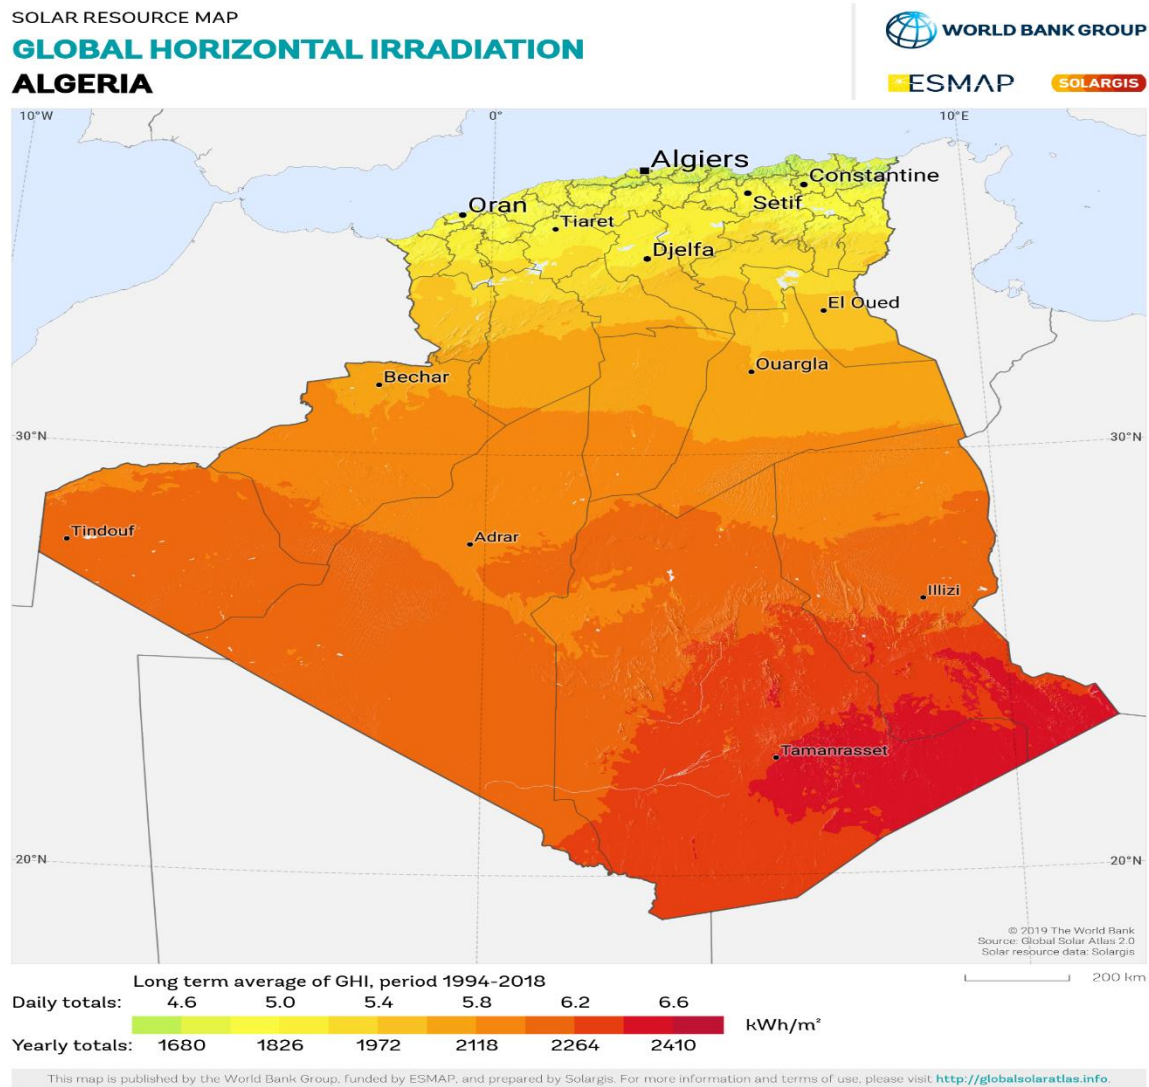 SOLAR RESOURCE MAP
GLOBAL HORIZONTAL IRRADIATION
ALGERIA
WORLD BANK GROUP
ESMAP
SOLARGIS
10°W
0°
10°E
Algiers
Constantine
Oran
Setif
Tiaret
Djelfa
El Oued
Ouargla
Bechar
30°N
30°N
Tindouf
Adrar
Illizi
Tamanrasset
20°N
20°N
© 2019 The World Bank
Source: Global Solar Atlas 2.0
Solar resource data: Solargis
200 km
Long term average of GHI, period 1994-2018
Daily totals: 4.6 5.0 5.4 5.8 6.2 6.6
kWh/m²
Yearly totals: 1680 1826 1972 2118 2264 2410
This map is published by the World Bank Group, funded by ESMAP, and prepared by Solargis. For more information and terms of use, please visit http://globalsolaratlas.info.